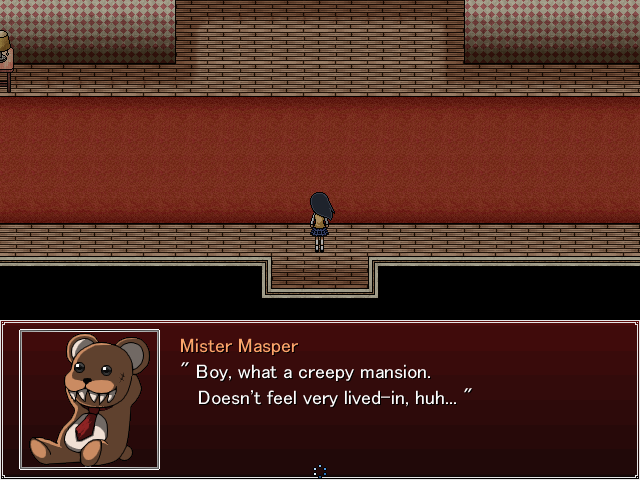 Mister Masper
" Boy, what a creepy mansion.
Doesn't feel very lived-in, huh... "